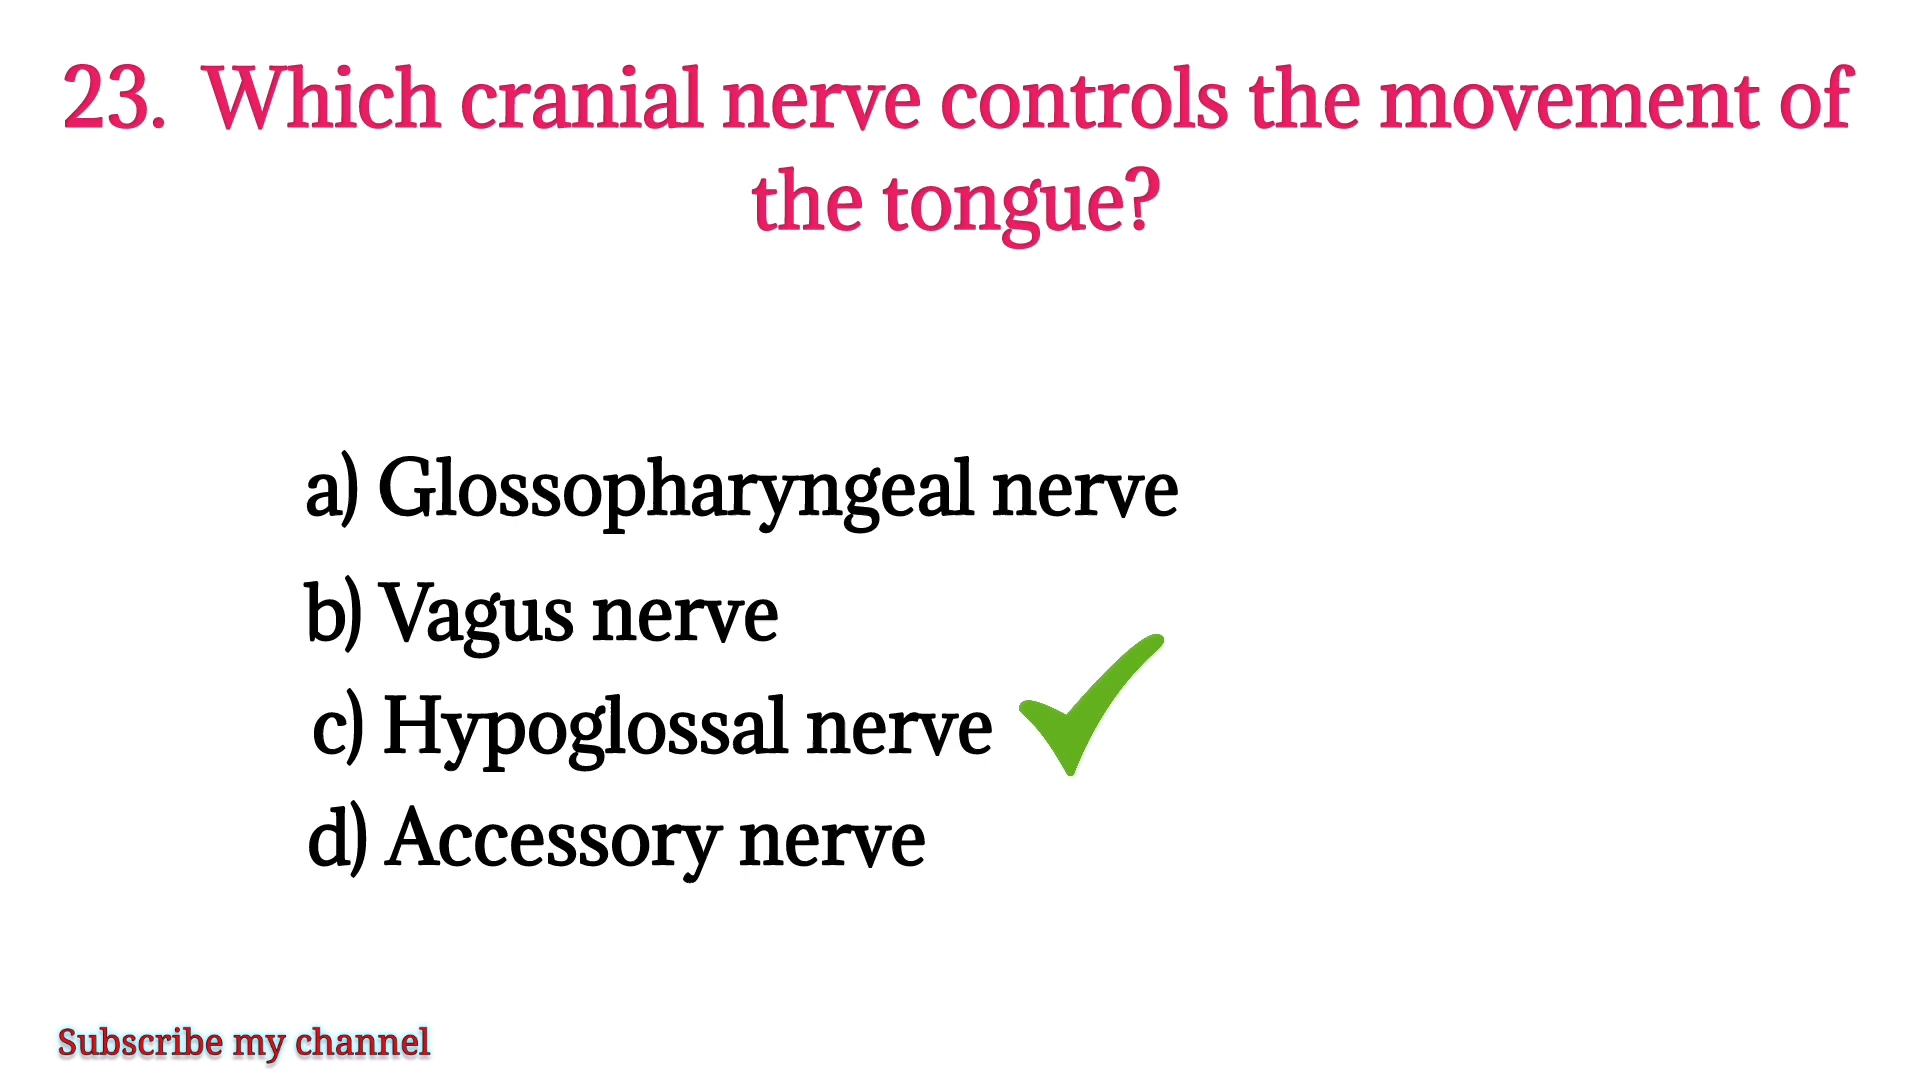 23. Which cranial nerve controls the movement of
the tongue?
a) Glossopharyngeal nerve
b) Vagus nerve
c) Hypoglossal nerve
d) Accessory nerve
Subscribe my channel